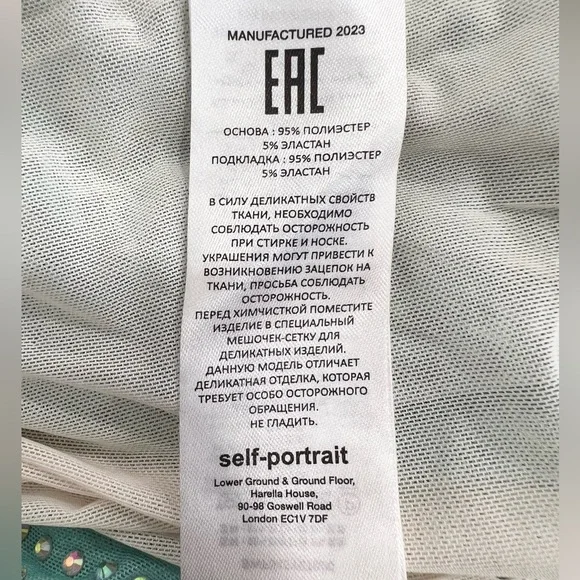 MANUFACTURED 2023
EAC
ОСНОВА : 95% ПОЛИЭСТЕР
5% ЭЛАСТАН
ПОДКЛАДКА : 95% ПОЛИЭСТЕР
5% ЭЛАСТАН
В СИЛУ ДЕЛИКАТНЫХ СВОЙСТВ
ТКАНИ, НЕОБХОДИМО
СОБЛЮДАТЬ ОСТОРОЖНОСТЬ
ПРИ СТИРКЕ И НОСКЕ.
УКРАШЕНИЯ МОГУТ ПРИВЕСТИ К
ВОЗНИКНОВЕНИЮ ЗАЦЕПОК НА
ТКАНИ, ПРОСЬБА СОБЛЮДАТЬ
ОСТОРОЖНОСТЬ.
ПЕРЕД ХИМЧИСТКОЙ ПОМЕСТИТЕ
ИЗДЕЛИЕ В СПЕЦИАЛЬНЫЙ
МЕШОЧЕК-СЕТКУ ДЛЯ
ДЕЛИКАТНЫХ ИЗДЕЛИЙ.
ДАННУЮ МОДЕЛЬ ОТЛИЧАЕТ
ДЕЛИКАТНАЯ ОТДЕЛКА, КОТОРАЯ
ТРЕБУЕТ ОСОБО ОСТОРОЖНОГО
ОБРАЩЕНИЯ.
НЕ ГЛАДИТЬ.
self-portrait
Lower Ground & Ground Floor,
Harella House,
90-98 Goswell Road
London EC1V 7DF